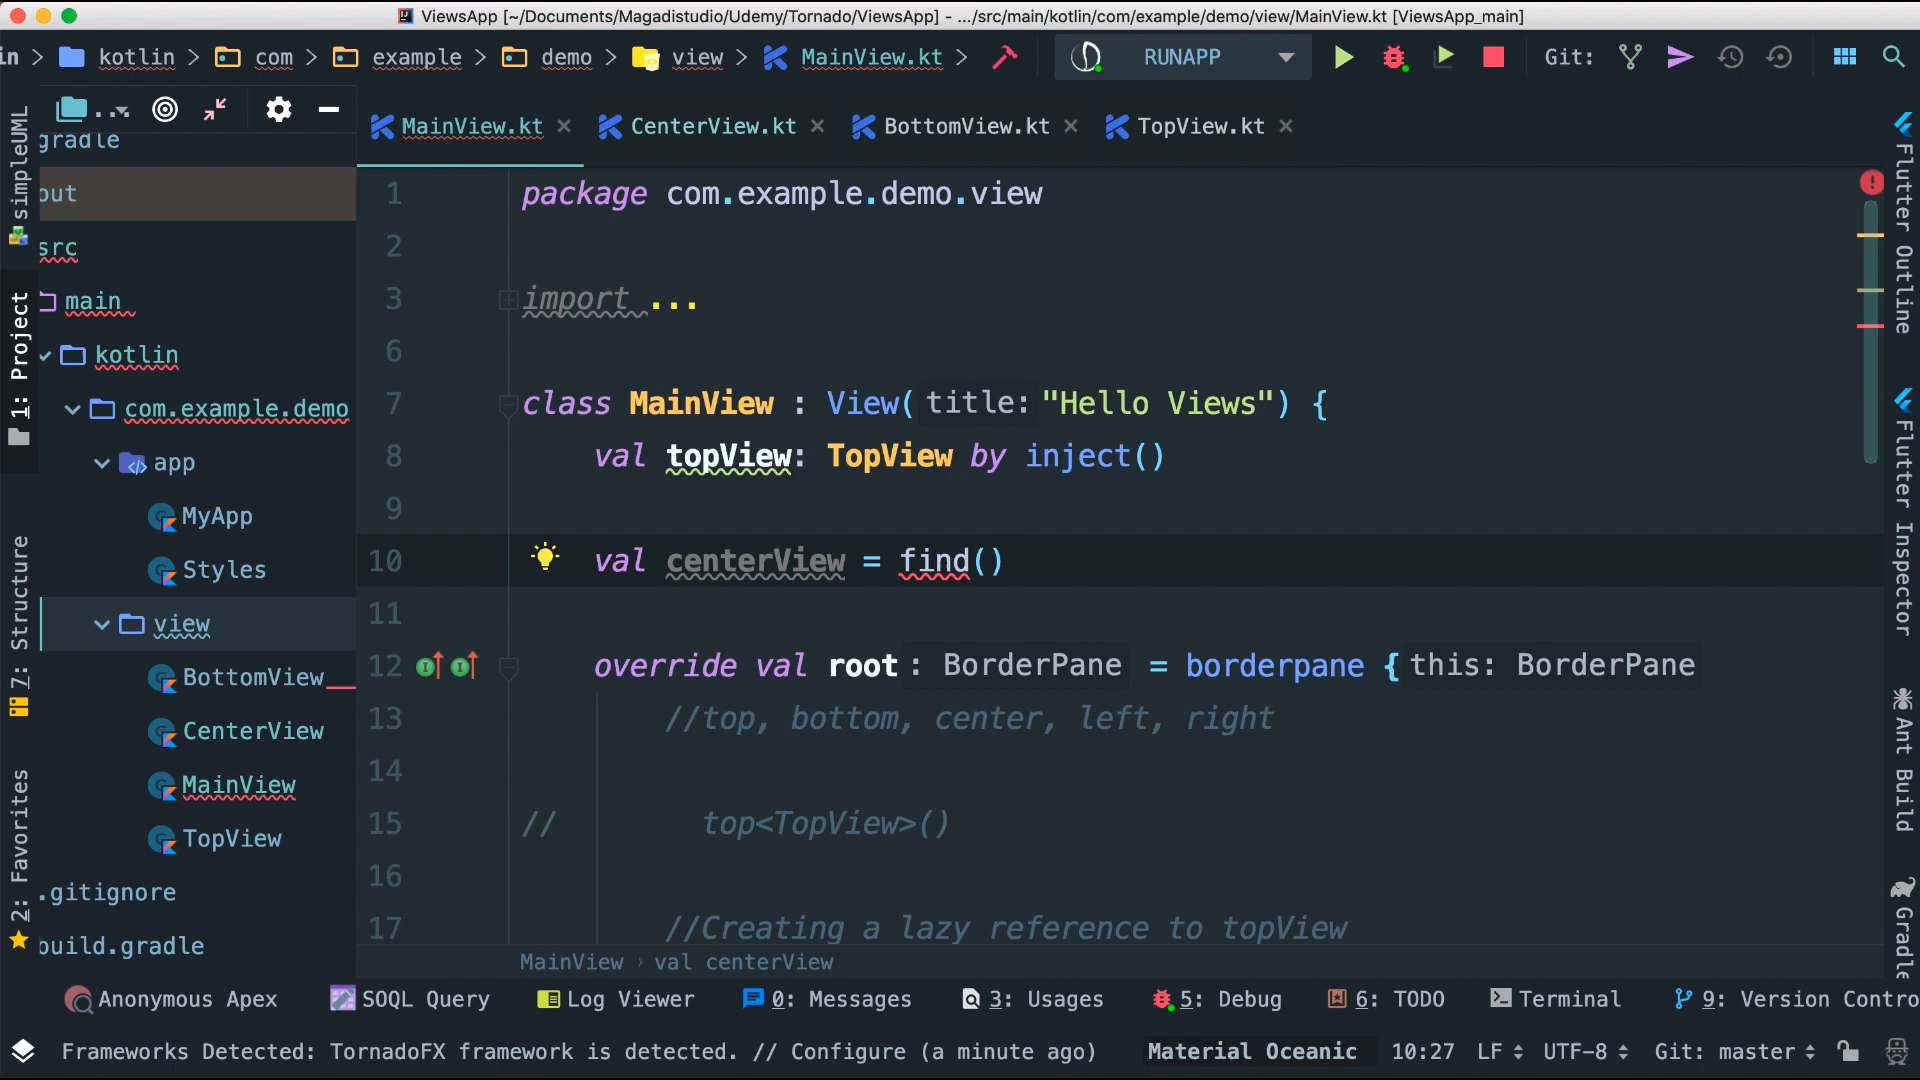 ViewsApp [~/Documents/Magadistudio/Udemy/Tornado/ViewsApp] - .../src/main/kotlin/com/example/demo/view/MainView.kt [ViewsApp_main]
in > kotlin > com > example > demo > view > MainView.kt > RUNAPP Git:
MainView.kt CenterView.kt BottomView.kt TopView.kt
simpleUML
1: Project
7: Structure
2: Favorites
gradle
out
src
main
kotlin
com.example.demo
app
MyApp
Styles
view
BottomView
CenterView
MainView
TopView
.gitignore
build.gradle
1 package com.example.demo.view
2
3 import ...
6
7 class MainView : View( title: "Hello Views") {
8 val topView: TopView by inject()
9
10 val centerView = find()
11
12 override val root : BorderPane = borderpane { this: BorderPane
13 //top, bottom, center, left, right
14
15 // top<TopView>()
16
17 //Creating a lazy reference to topView
MainView › val centerView
Flutter Outline
Flutter Inspector
Ant Build
Gradle
Anonymous Apex SOQL Query Log Viewer 0: Messages 3: Usages 5: Debug 6: TODO Terminal 9: Version Contro
Frameworks Detected: TornadoFX framework is detected. // Configure (a minute ago) Material Oceanic 10:27 LF UTF-8 Git: master